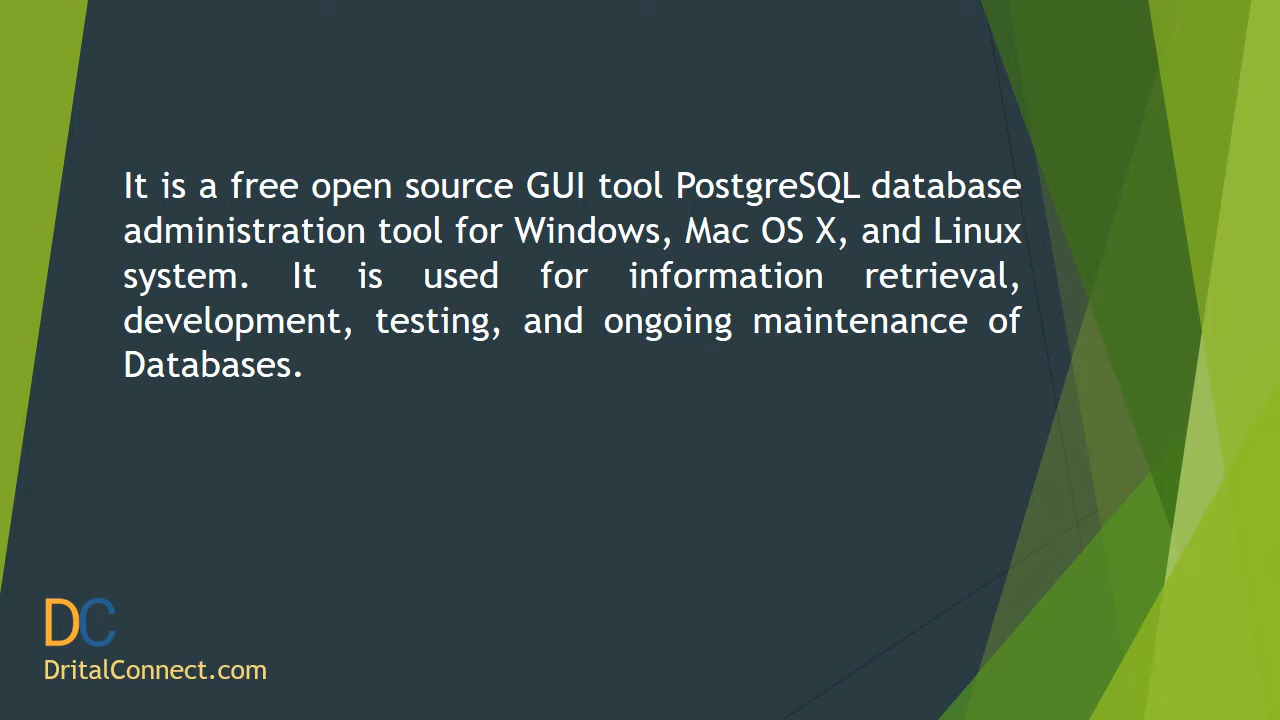 It is a free open source GUI tool PostgreSQL database
administration tool for Windows, Mac OS X, and Linux
system. It is used for information retrieval,
development, testing, and ongoing maintenance of
Databases.
DC
DritalConnect.com